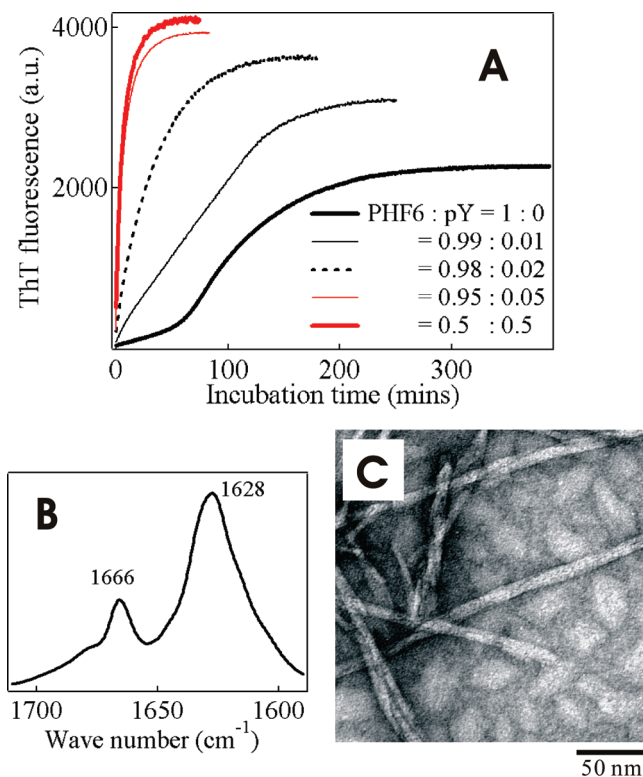 4000
2000
0
ThT fluorescence (a.u.)
A
PHF6 : pY = 1 : 0
= 0.99 : 0.01
= 0.98 : 0.02
= 0.95 : 0.05
= 0.5 : 0.5
0 100 200 300
Incubation time (mins)
B
1628
1666
1700 1650 1600
Wave number (cm⁻¹)
C
50 nm